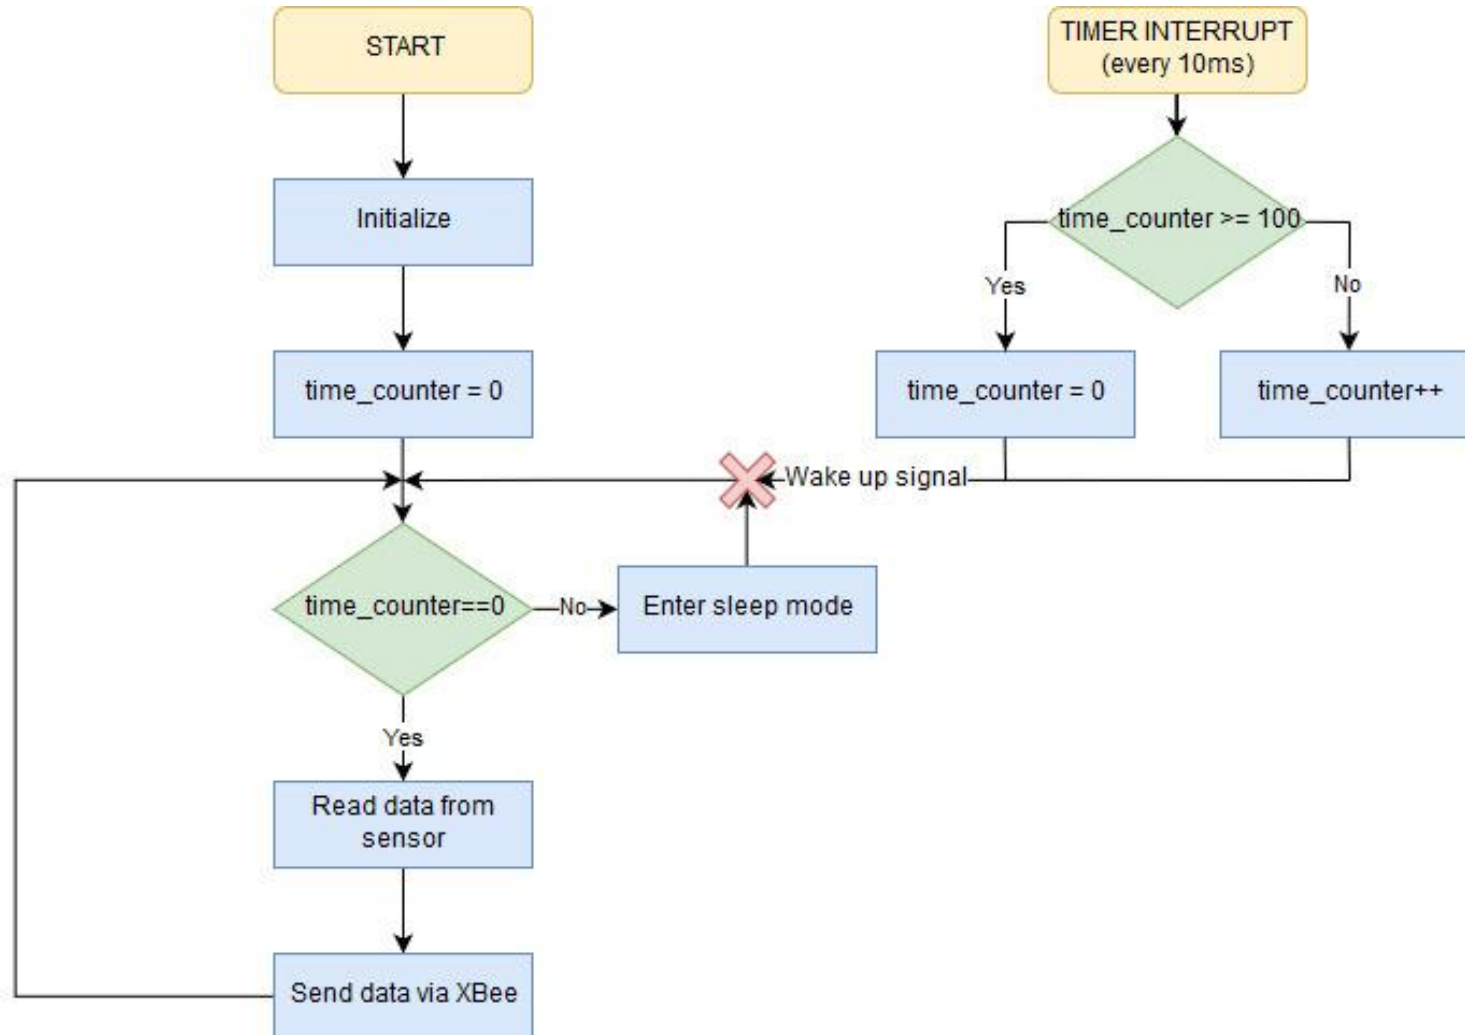 START
TIMER INTERRUPT
(every 10ms)
Initialize
time_counter >= 100
Yes
No
time_counter = 0
time_counter = 0
time_counter++
Wake up signal
time_counter==0
No
Enter sleep mode
Yes
Read data from
sensor
Send data via XBee